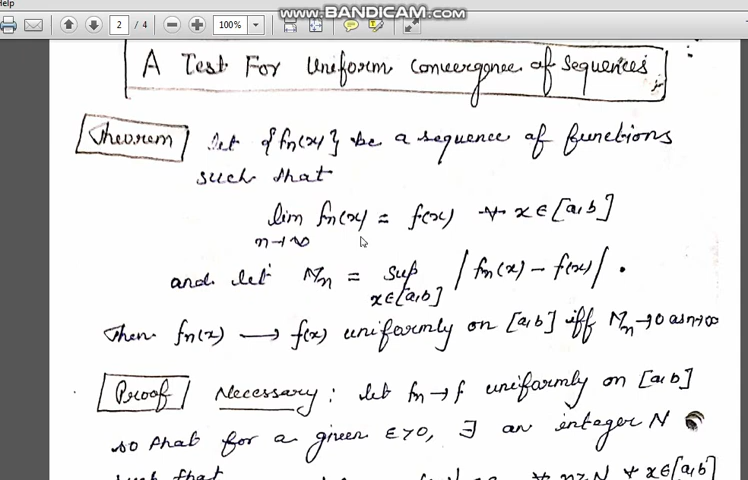 Help
www.BANDICAM.com
2 / 4
100%
A Test For Uniform Convergence of Sequences
Theorem let {fn(x)} be a sequence of functions
such that
lim fn(x) = f(x) ∀ x ∈ [a,b]
n→∞
and let Mn = sup | fn(x) - f(x) | .
x∈[a,b]
Then fn(x) → f(x) uniformly on [a,b] iff Mn→0 as n→∞
Proof Necessary: let fn→f uniformly on [a,b]
so that for a given ε>0, ∃ an integer N
such that ∀ n≥N ∀ x∈[a,b]